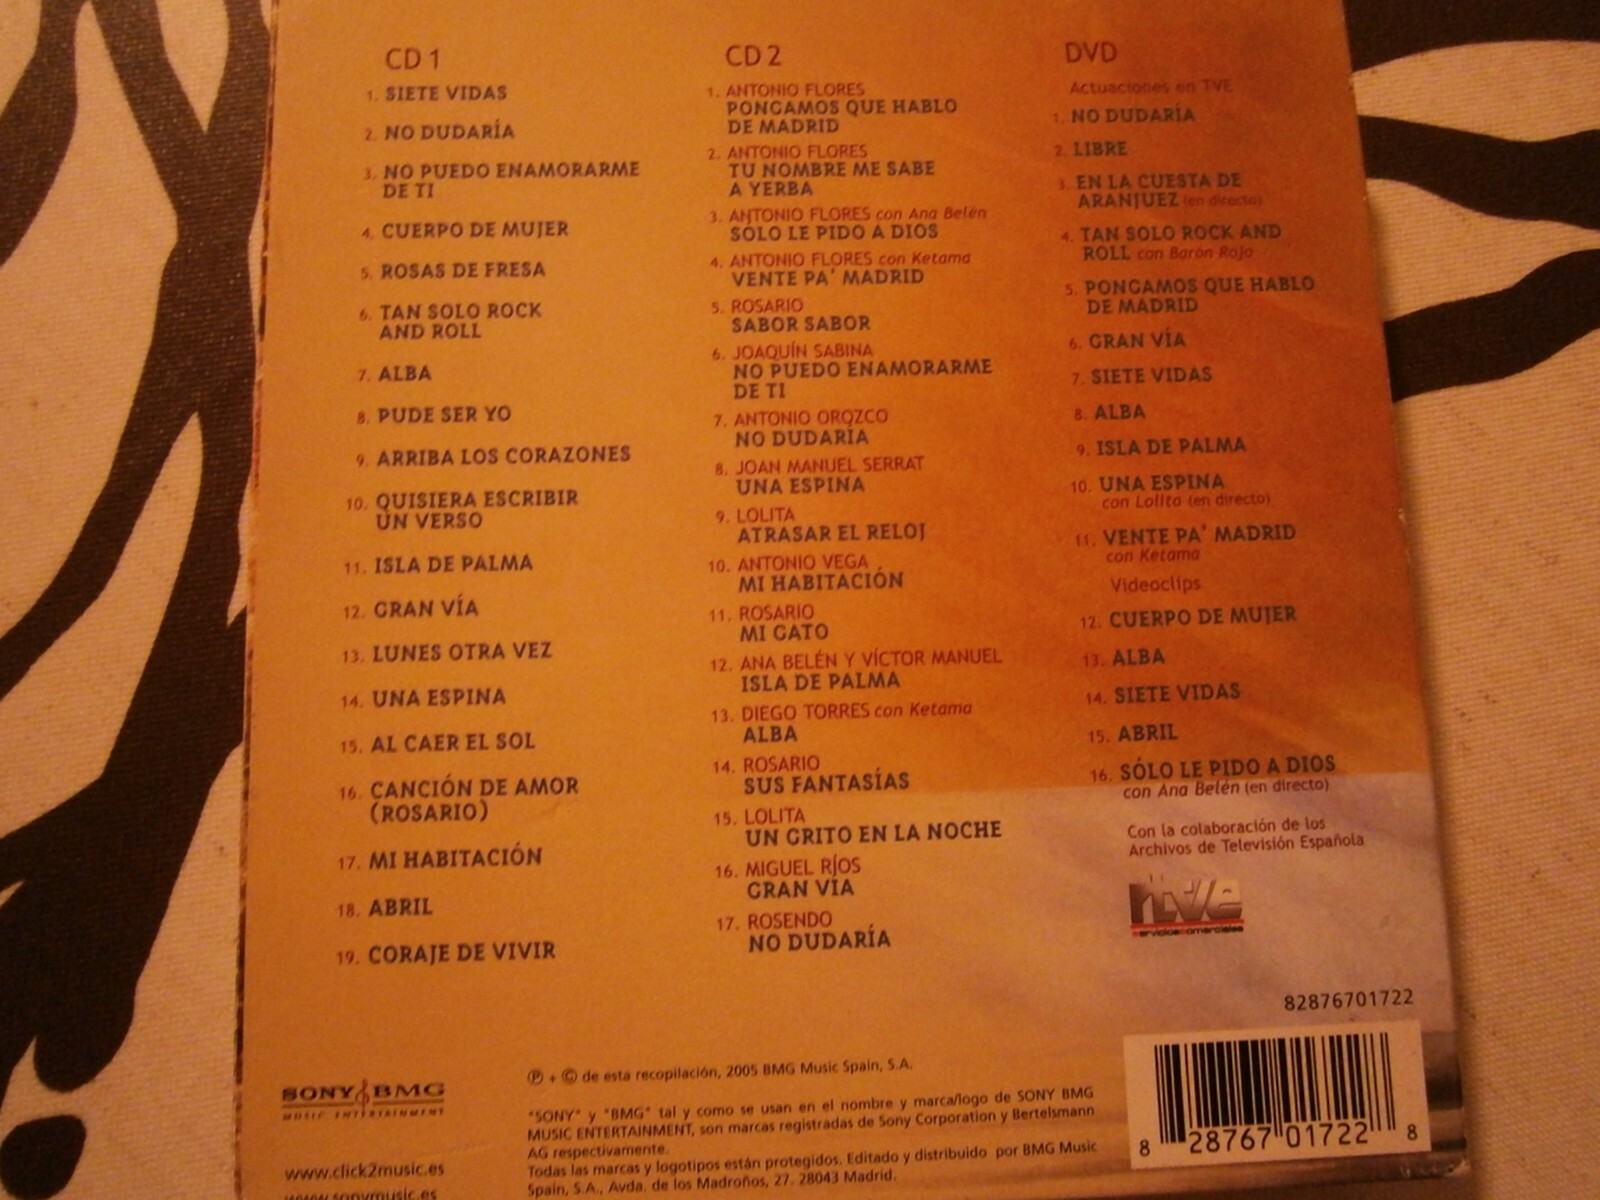 CD 1
1. SIETE VIDAS
2. NO DUDARÍA
3. NO PUEDO ENAMORARME
DE TI
4. CUERPO DE MUJER
5. ROSAS DE FRESA
6. TAN SOLO ROCK
AND ROLL
7. ALBA
8. PUDE SER YO
9. ARRIBA LOS CORAZONES
10. QUISIERA ESCRIBIR
UN VERSO
11. ISLA DE PALMA
12. GRAN VÍA
13. LUNES OTRA VEZ
14. UNA ESPINA
15. AL CAER EL SOL
16. CANCIÓN DE AMOR
(ROSARIO)
17. MI HABITACIÓN
18. ABRIL
19. CORAJE DE VIVIR
CD 2
1. ANTONIO FLORES
PONGAMOS QUE HABLO
DE MADRID
2. ANTONIO FLORES
TU NOMBRE ME SABE
A YERBA
3. ANTONIO FLORES con Ana Belén
SÓLO LE PIDO A DIOS
4. ANTONIO FLORES con Ketama
VENTE PA' MADRID
5. ROSARIO
SABOR SABOR
6. JOAQUÍN SABINA
NO PUEDO ENAMORARME
DE TI
7. ANTONIO OROZCO
NO DUDARÍA
8. JOAN MANUEL SERRAT
UNA ESPINA
9. LOLITA
ATRASAR EL RELOJ
10. ANTONIO VEGA
MI HABITACIÓN
11. ROSARIO
MI GATO
12. ANA BELÉN Y VÍCTOR MANUEL
ISLA DE PALMA
13. DIEGO TORRES con Ketama
ALBA
14. ROSARIO
SUS FANTASÍAS
15. LOLITA
UN GRITO EN LA NOCHE
16. MIGUEL RÍOS
GRAN VÍA
17. ROSENDO
NO DUDARÍA
DVD
Actuaciones en TVE
1. NO DUDARÍA
2. LIBRE
3. EN LA CUESTA DE
ARANJUEZ (en directo)
4. TAN SOLO ROCK AND
ROLL con Barón Rojo
5. PONGAMOS QUE HABLO
DE MADRID
6. GRAN VÍA
7. SIETE VIDAS
8. ALBA
9. ISLA DE PALMA
10. UNA ESPINA
con Lolita (en directo)
11. VENTE PA' MADRID
con Ketama
Videoclips
12. CUERPO DE MUJER
13. ALBA
14. SIETE VIDAS
15. ABRIL
16. SÓLO LE PIDO A DIOS
con Ana Belén (en directo)
Con la colaboración de los
Archivos de Televisión Española
rtve
servicioscomerciales
82876701722
SONY BMG
MUSIC ENTERTAINMENT
www.click2music.es
www.sonymusic.es
℗ + © de esta recopilación, 2005 BMG Music Spain, S.A.
"SONY" y "BMG" tal y como se usan en el nombre y marca/logo de SONY BMG
MUSIC ENTERTAINMENT, son marcas registradas de Sony Corporation y Bertelsmann
AG respectivamente.
Todas las marcas y logotipos están protegidos. Editado y distribuido por BMG Music
Spain, S.A., Avda. de los Madroños, 27. 28043 Madrid.
8 28767 01722 8